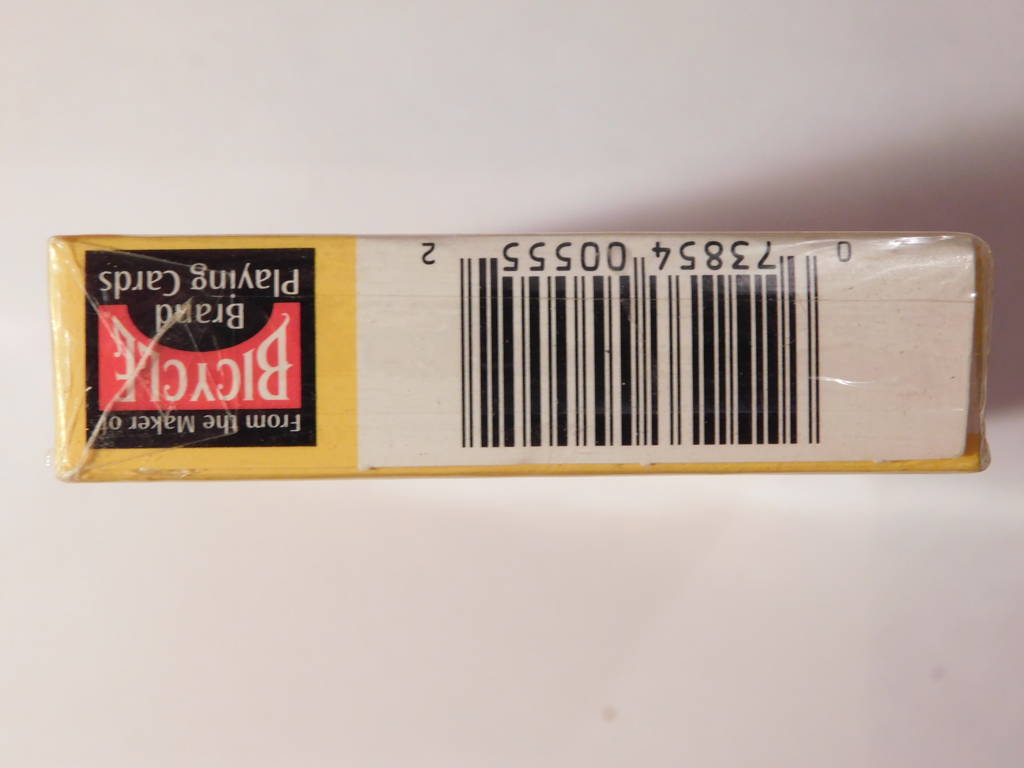 From the Maker of
BICYCLE
Brand
Playing Cards
0 73854 00555 2